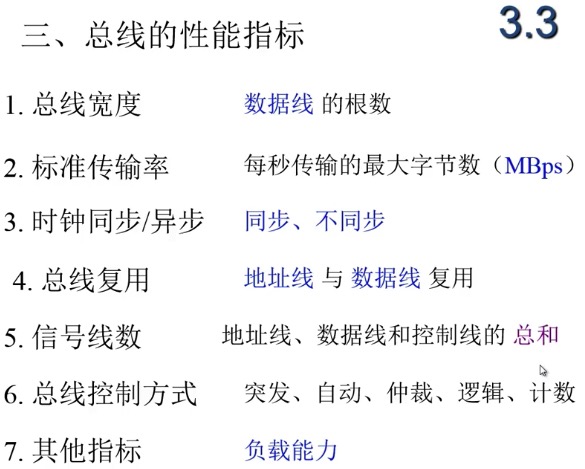 三、总线的性能指标 3.3
1. 总线宽度 数据线 的根数
2. 标准传输率 每秒传输的最大字节数（MBps）
3. 时钟同步/异步 同步、不同步
4. 总线复用 地址线 与 数据线 复用
5. 信号线数 地址线、数据线和控制线的 总和
6. 总线控制方式 突发、自动、仲裁、逻辑、计数
7. 其他指标 负载能力